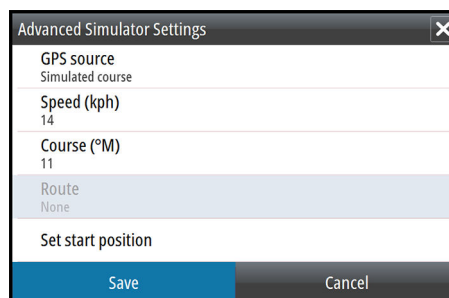 Advanced Simulator Settings
GPS source
Simulated course
Speed (kph)
14
Course (°M)
11
Route
None
Set start position
Save Cancel